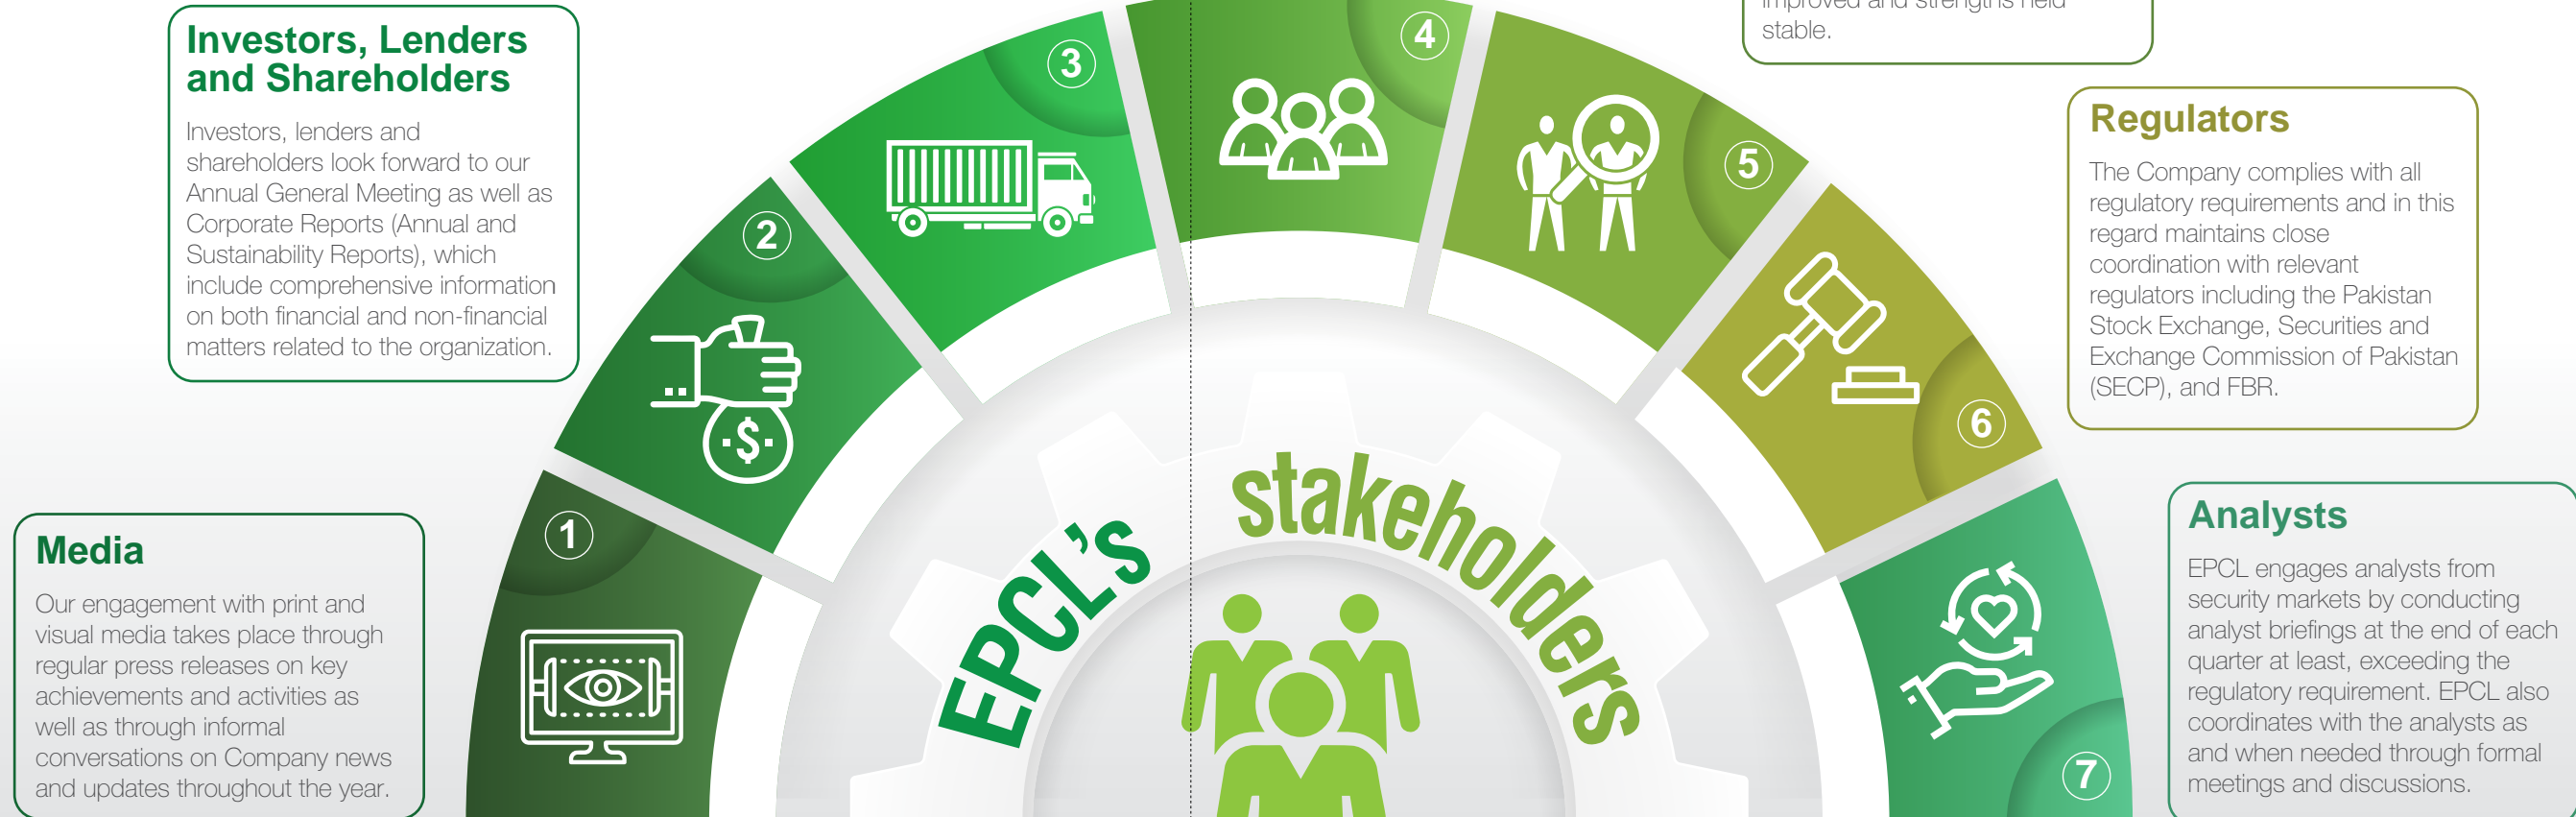 improved and strengths held
stable.
Investors, Lenders
and Shareholders
Investors, lenders and
shareholders look forward to our
Annual General Meeting as well as
Corporate Reports (Annual and
Sustainability Reports), which
include comprehensive information
on both financial and non-financial
matters related to the organization.
Media
Our engagement with print and
visual media takes place through
regular press releases on key
achievements and activities as
well as through informal
conversations on Company news
and updates throughout the year.
1
2
$
3
4
5
6
7
EPCL's stakeholders
Regulators
The Company complies with all
regulatory requirements and in this
regard maintains close
coordination with relevant
regulators including the Pakistan
Stock Exchange, Securities and
Exchange Commission of Pakistan
(SECP), and FBR.
Analysts
EPCL engages analysts from
security markets by conducting
analyst briefings at the end of each
quarter at least, exceeding the
regulatory requirement. EPCL also
coordinates with the analysts as
and when needed through formal
meetings and discussions.